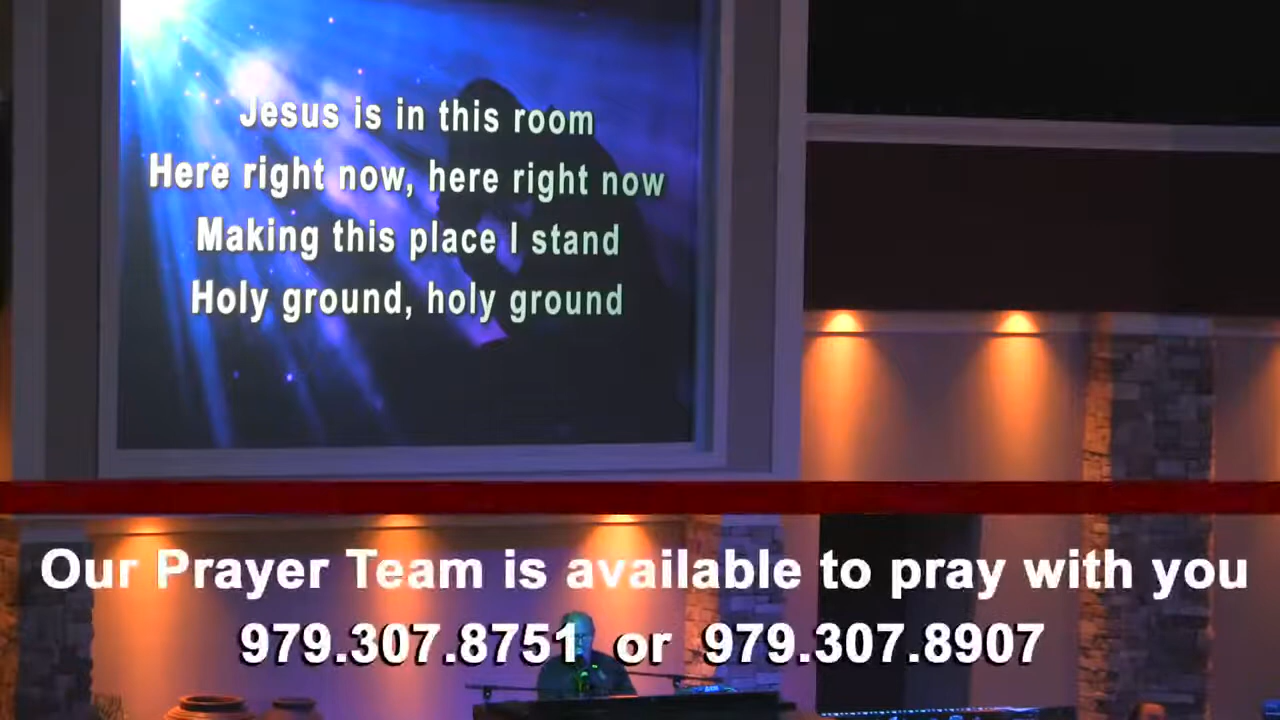 Jesus is in this room
Here right now, here right now
Making this place I stand
Holy ground, holy ground
Our Prayer Team is available to pray with you
979.307.8751 or 979.307.8907